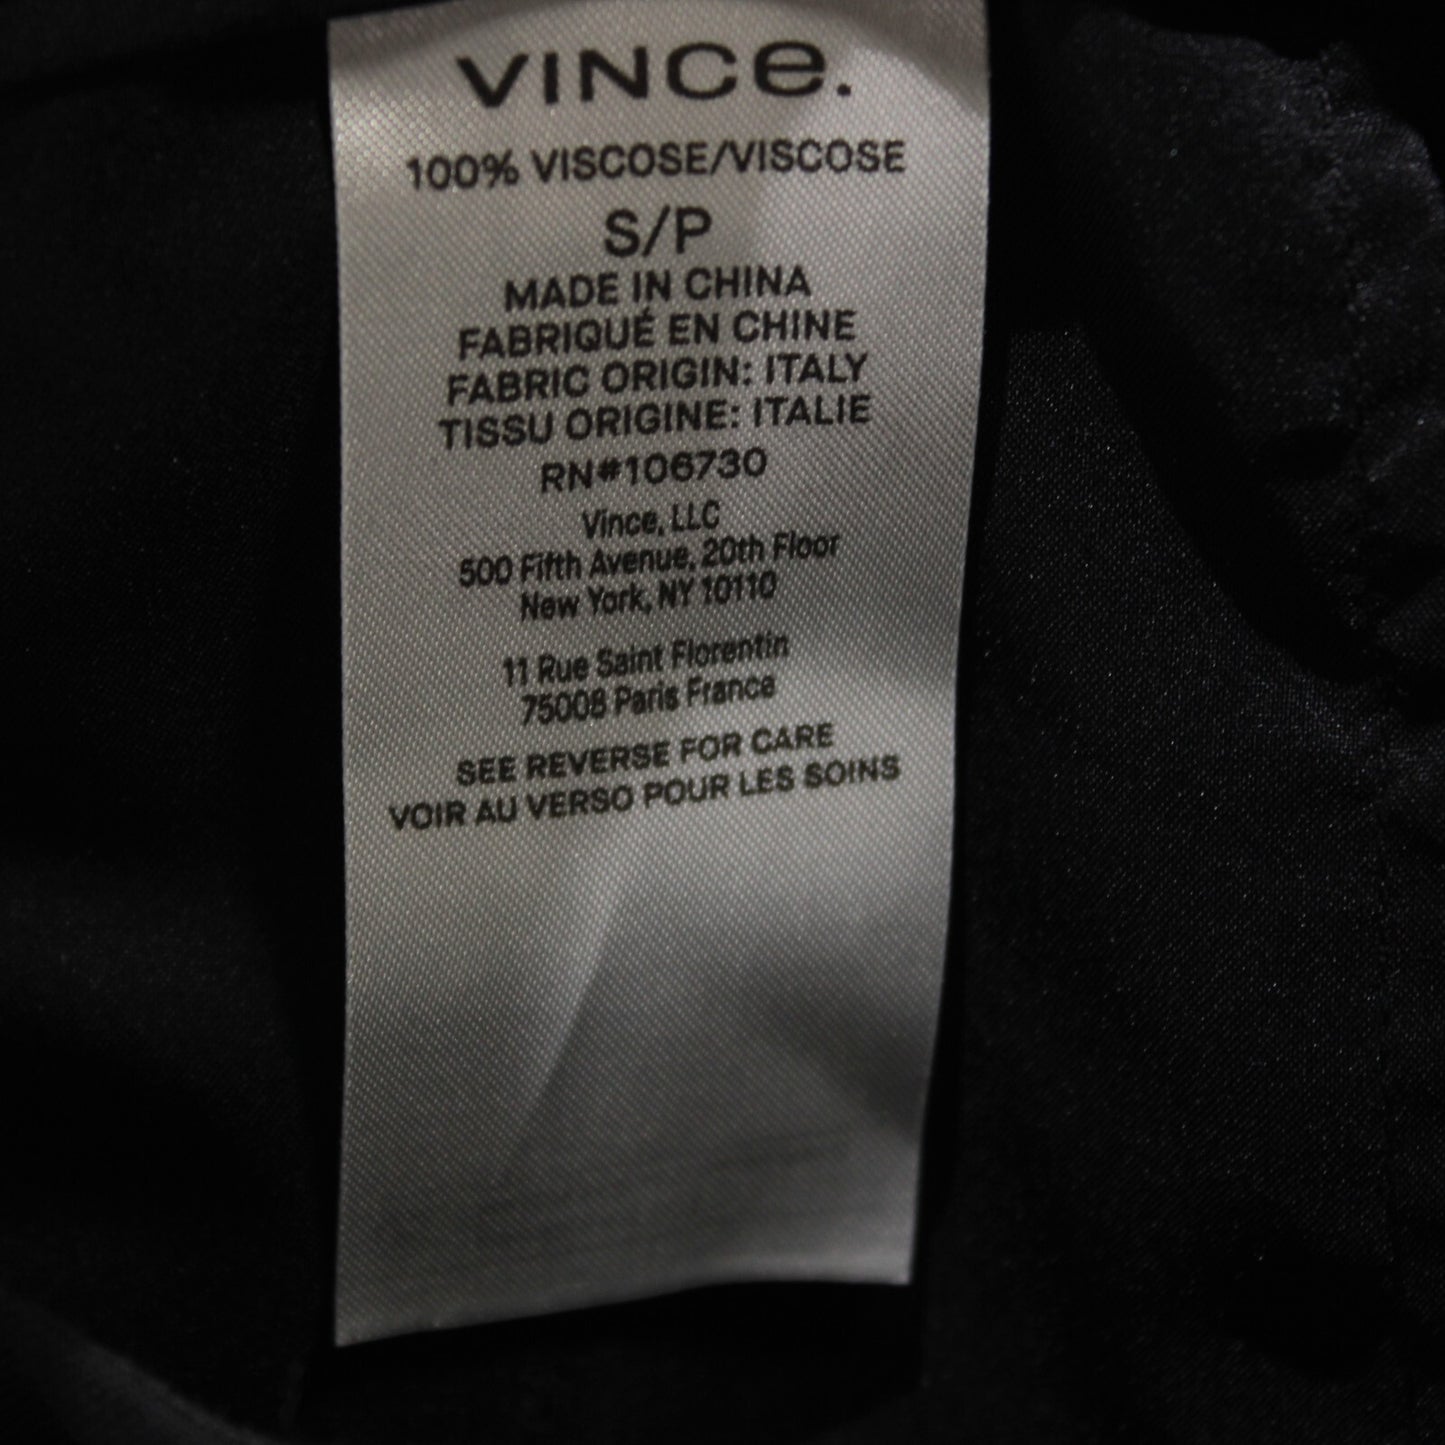 VINCE.
100% VISCOSE/VISCOSE
S/P
MADE IN CHINA
FABRIQUÉ EN CHINE
FABRIC ORIGIN: ITALY
TISSU ORIGINE: ITALIE
RN#106730
Vince, LLC
500 Fifth Avenue, 20th Floor
New York, NY 10110
11 Rue Saint Florentin
75008 Paris France
SEE REVERSE FOR CARE
VOIR AU VERSO POUR LES SOINS